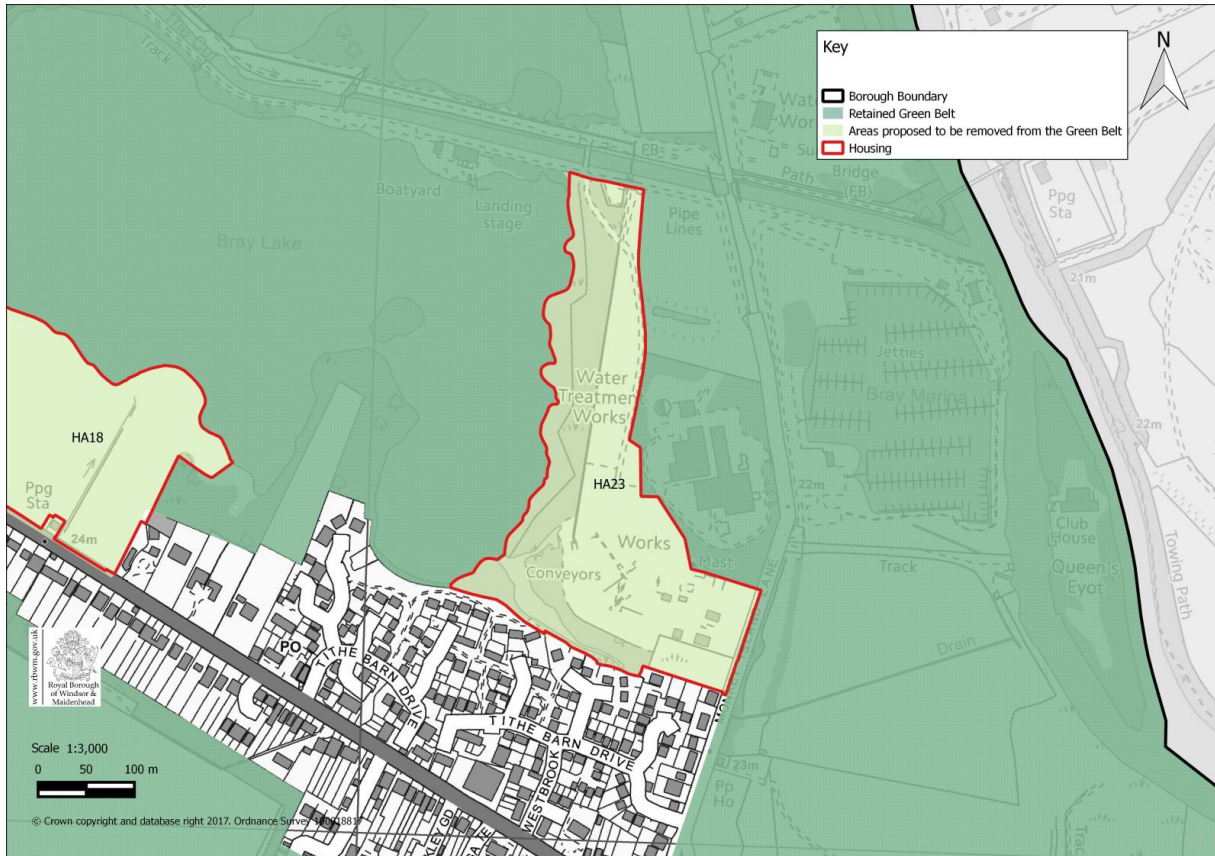 Key
Borough Boundary
Retained Green Belt
Areas proposed to be removed from the Green Belt
Housing
N
Track
FB
Path
Bridge
(FB)
Ppg
Sta
Boatyard
Landing
stage
Pipe
Lines
Bray Lake
21m
Jetties
Bray Marina
Water
Treatment
Works
22m
HA18
HA23
22m
Ppg
Sta
24m
Works
Mast
Conveyors
LANE
Track
Club
House
Queen's
Eyot
Towing Path
Drain
PO
TITHE BARN DRIVE
TITHE BARN DRIVE
WESTBROOK
23m
Pp
Ho
www.rbwm.gov.uk
Royal Borough
of Windsor &
Maidenhead
Scale 1:3,000
0 50 100 m
© Crown copyright and database right 2017. Ordnance Survey